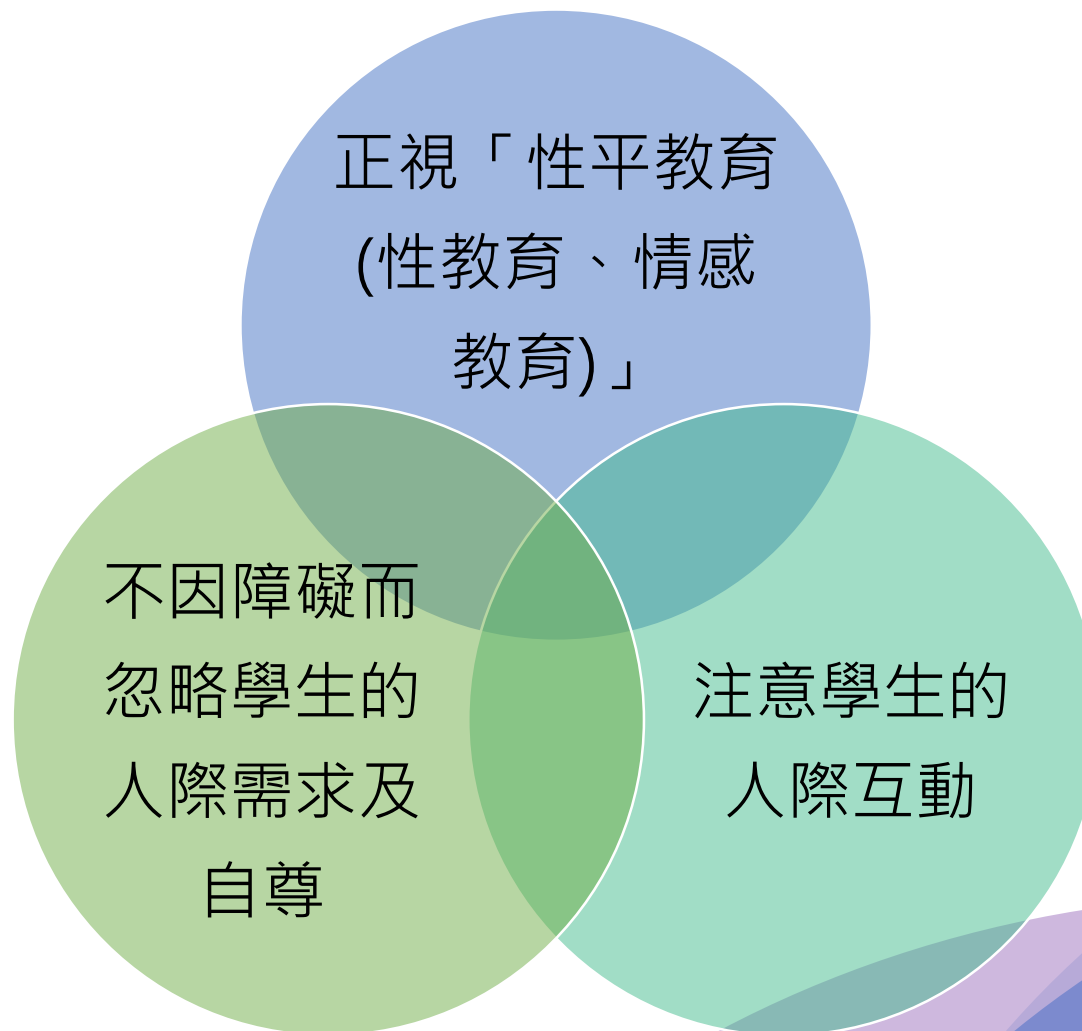 正視「性平教育
(性教育、情感
教育)」
不因障礙而
忽略學生的
人際需求及
自尊
注意學生的
人際互動